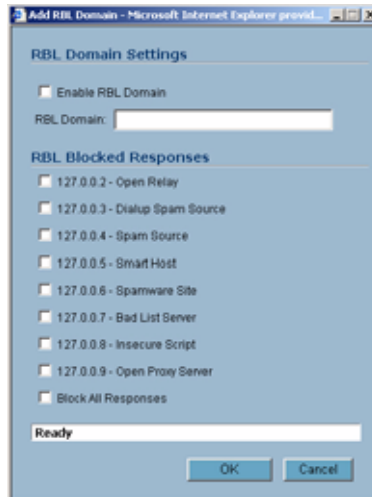 Add RBL Domain - Microsoft Internet Explorer provid...
RBL Domain Settings
Enable RBL Domain
RBL Domain:
RBL Blocked Responses
127.0.0.2 - Open Relay
127.0.0.3 - Dialup Spam Source
127.0.0.4 - Spam Source
127.0.0.5 - Smart Host
127.0.0.6 - Spamware Site
127.0.0.7 - Bad List Server
127.0.0.8 - Insecure Script
127.0.0.9 - Open Proxy Server
Block All Responses
Ready
OK Cancel